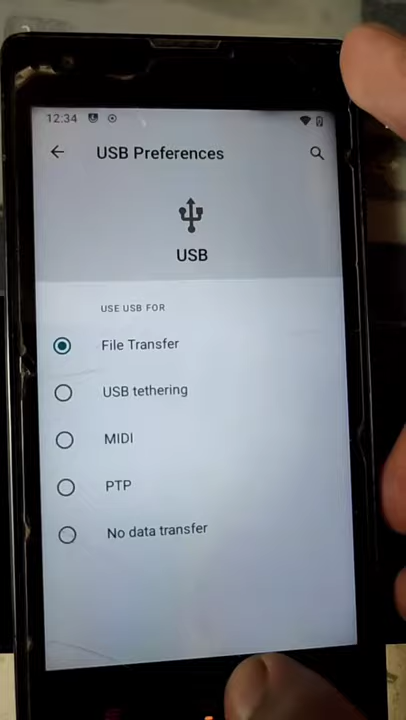 12:34
USB Preferences
USB
USE USB FOR
File Transfer
USB tethering
MIDI
PTP
No data transfer